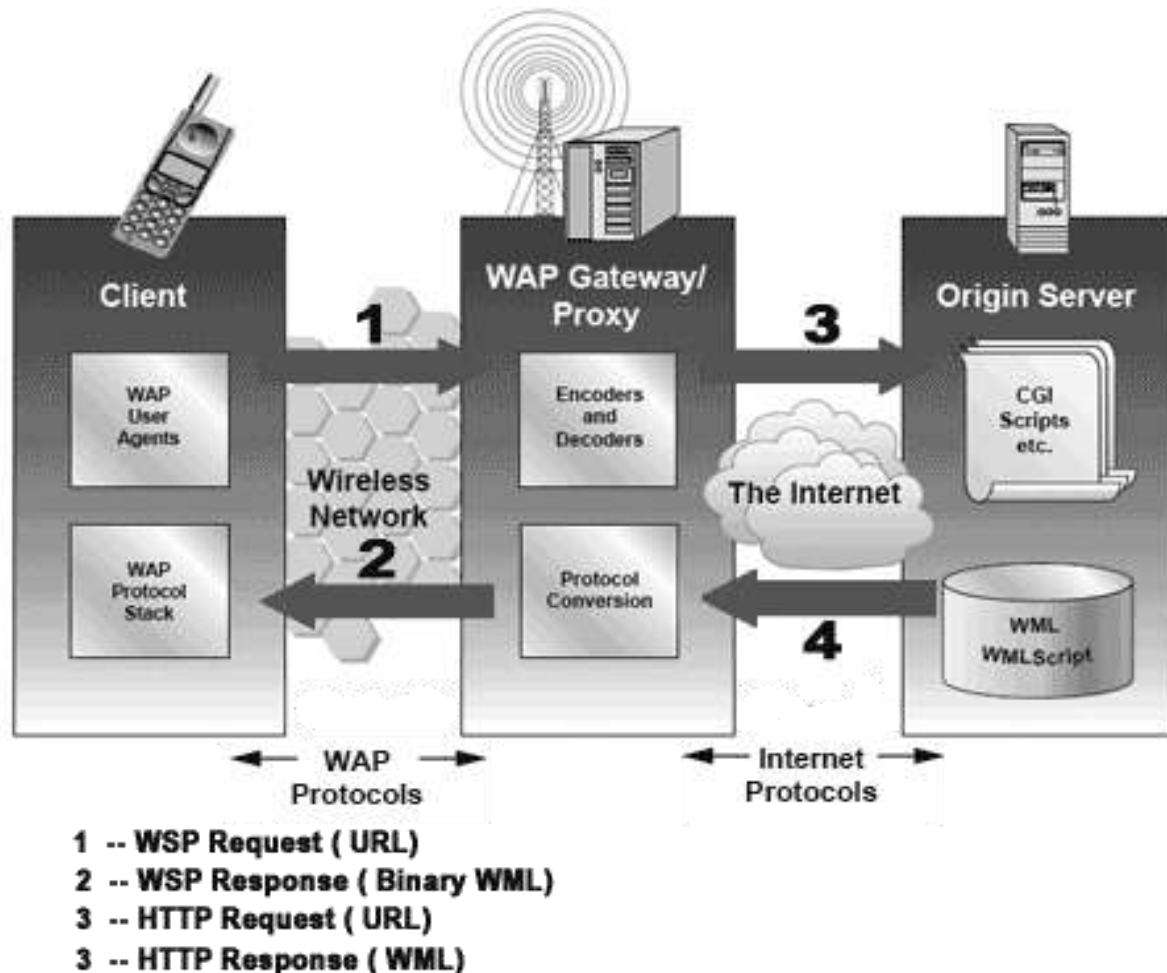 Client
WAP Gateway/
Proxy
Origin Server
1
3
WAP
User
Agents
Encoders
and
Decoders
CGI
Scripts
etc.
Wireless
Network
The Internet
2
4
WAP
Protocol
Stack
Protocol
Conversion
WML
WMLScript
WAP
Protocols
Internet
Protocols
1 -- WSP Request ( URL)
2 -- WSP Response ( Binary WML)
3 -- HTTP Request ( URL)
3 -- HTTP Response ( WML)